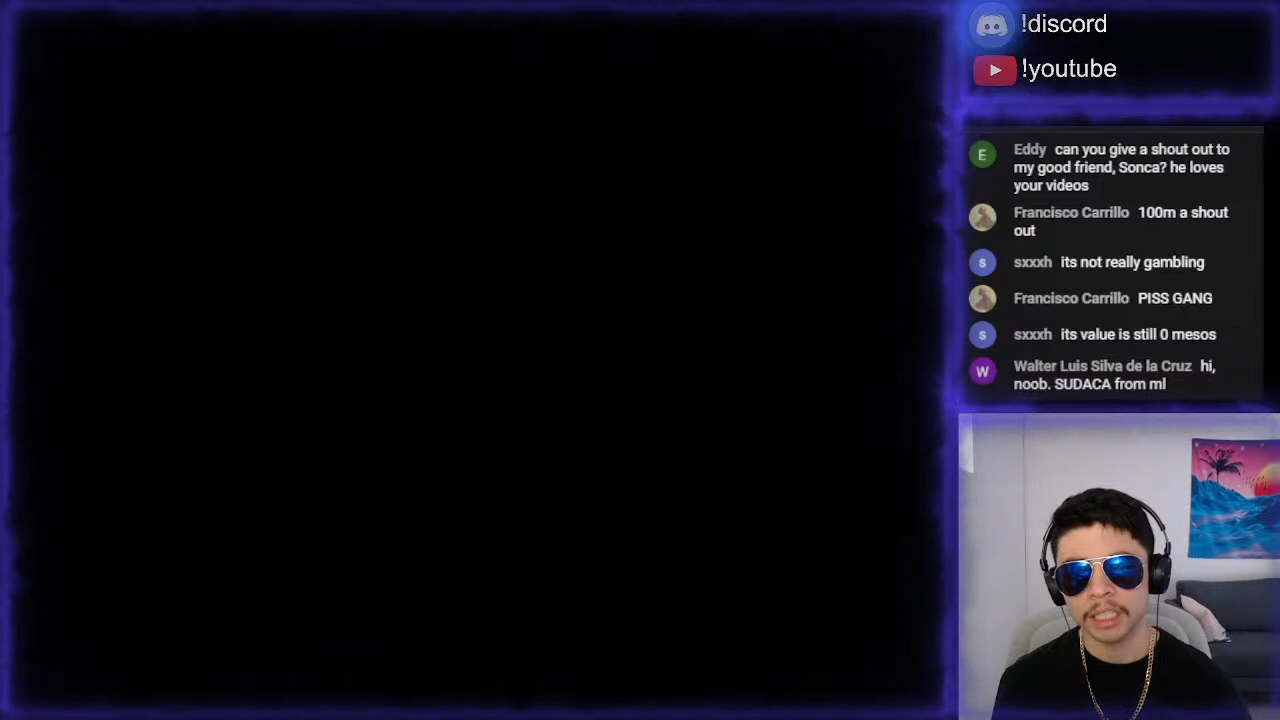 !discord
!youtube
E
Eddy can you give a shout out to
my good friend, Sonca? he loves
your videos
Francisco Carrillo 100m a shout
out
s
sxxxh its not really gambling
Francisco Carrillo PISS GANG
s
sxxxh its value is still 0 mesos
W
Walter Luis Silva de la Cruz hi,
noob. SUDACA from ml